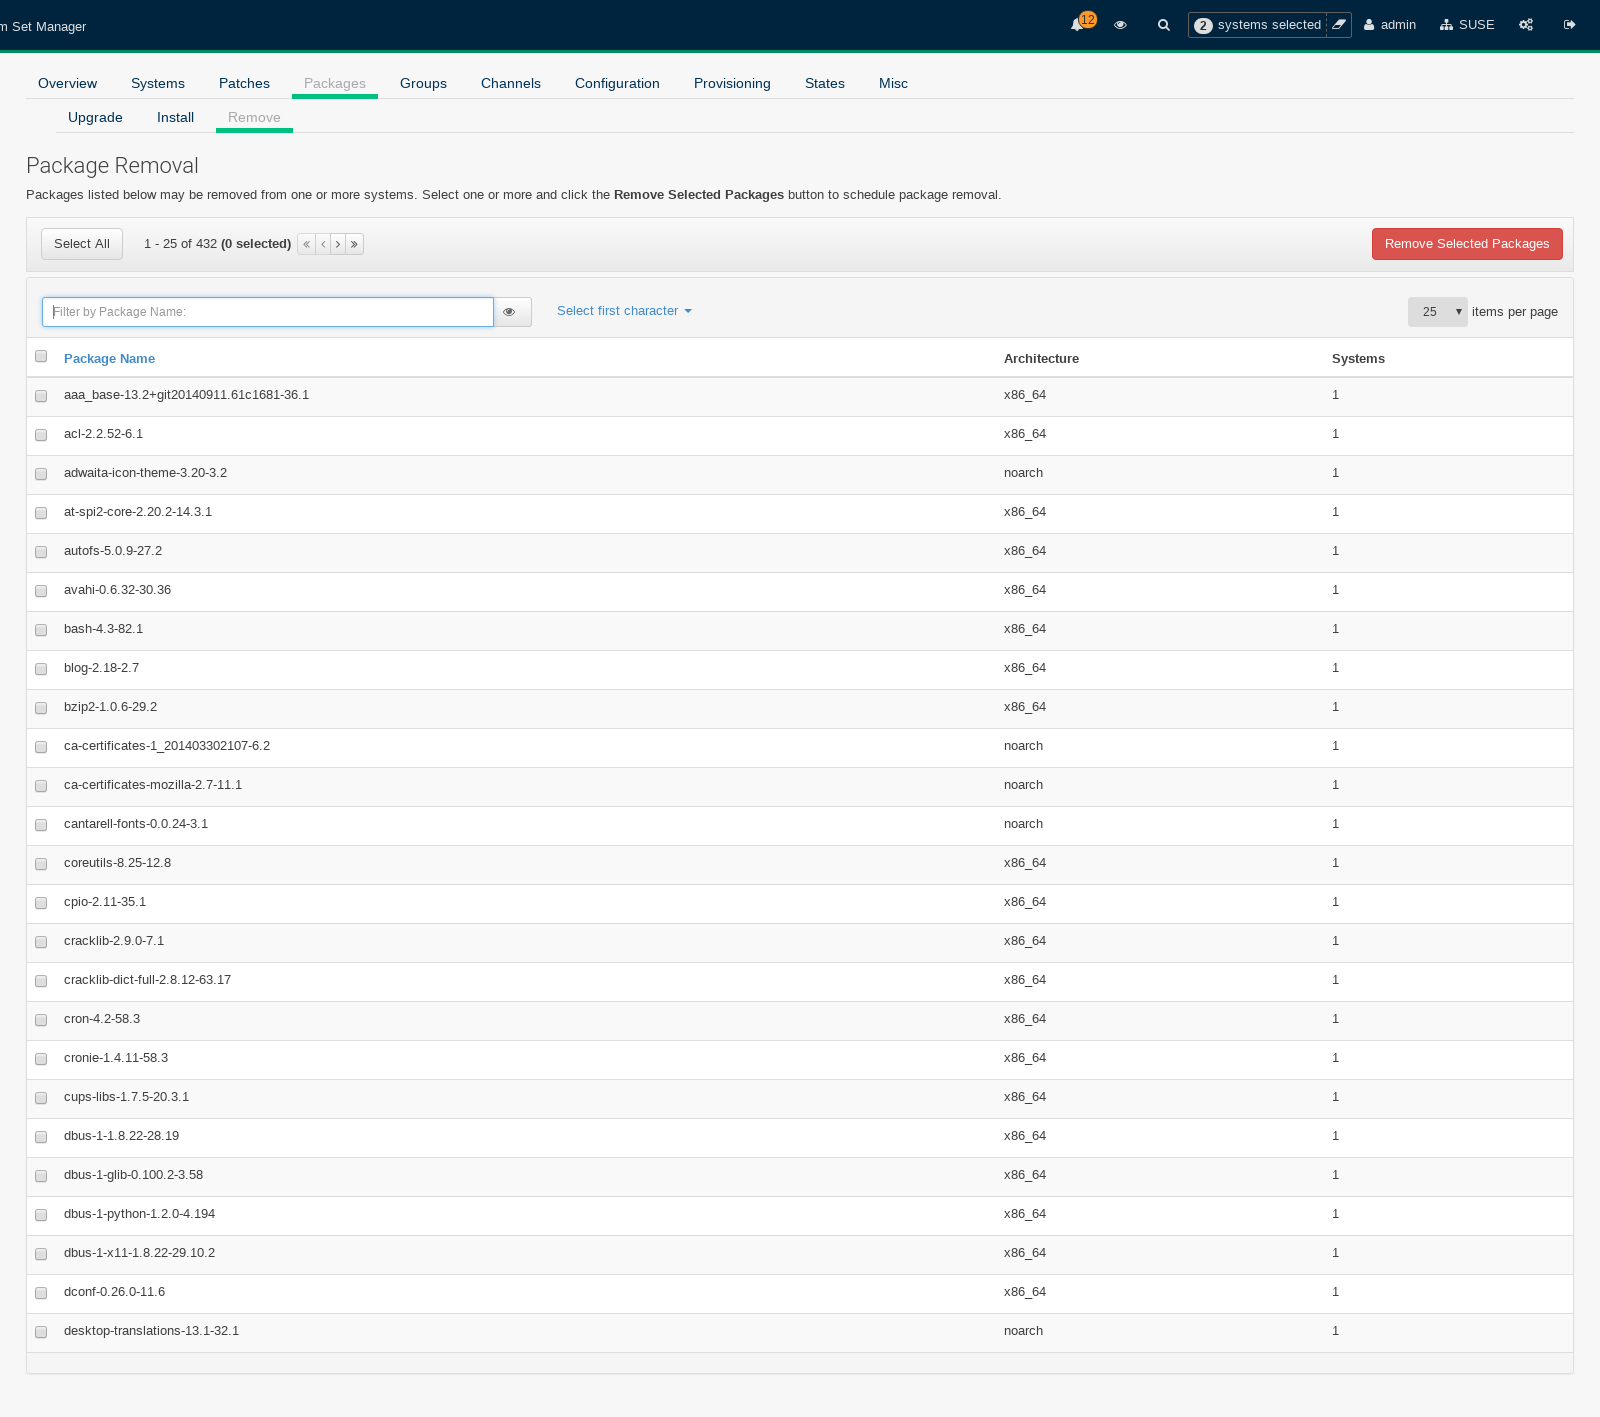 m Set Manager
12
2 systems selected
admin
SUSE
Overview Systems Patches Packages Groups Channels Configuration Provisioning States Misc
Upgrade Install Remove
Package Removal
Packages listed below may be removed from one or more systems. Select one or more and click the Remove Selected Packages button to schedule package removal.
Select All 1 - 25 of 432 (0 selected) Remove Selected Packages
Filter by Package Name: Select first character 25 items per page
Package Name Architecture Systems
aaa_base-13.2+git20140911.61c1681-36.1 x86_64 1
acl-2.2.52-6.1 x86_64 1
adwaita-icon-theme-3.20-3.2 noarch 1
at-spi2-core-2.20.2-14.3.1 x86_64 1
autofs-5.0.9-27.2 x86_64 1
avahi-0.6.32-30.36 x86_64 1
bash-4.3-82.1 x86_64 1
blog-2.18-2.7 x86_64 1
bzip2-1.0.6-29.2 x86_64 1
ca-certificates-1_201403302107-6.2 noarch 1
ca-certificates-mozilla-2.7-11.1 noarch 1
cantarell-fonts-0.0.24-3.1 noarch 1
coreutils-8.25-12.8 x86_64 1
cpio-2.11-35.1 x86_64 1
cracklib-2.9.0-7.1 x86_64 1
cracklib-dict-full-2.8.12-63.17 x86_64 1
cron-4.2-58.3 x86_64 1
cronie-1.4.11-58.3 x86_64 1
cups-libs-1.7.5-20.3.1 x86_64 1
dbus-1-1.8.22-28.19 x86_64 1
dbus-1-glib-0.100.2-3.58 x86_64 1
dbus-1-python-1.2.0-4.194 x86_64 1
dbus-1-x11-1.8.22-29.10.2 x86_64 1
dconf-0.26.0-11.6 x86_64 1
desktop-translations-13.1-32.1 noarch 1